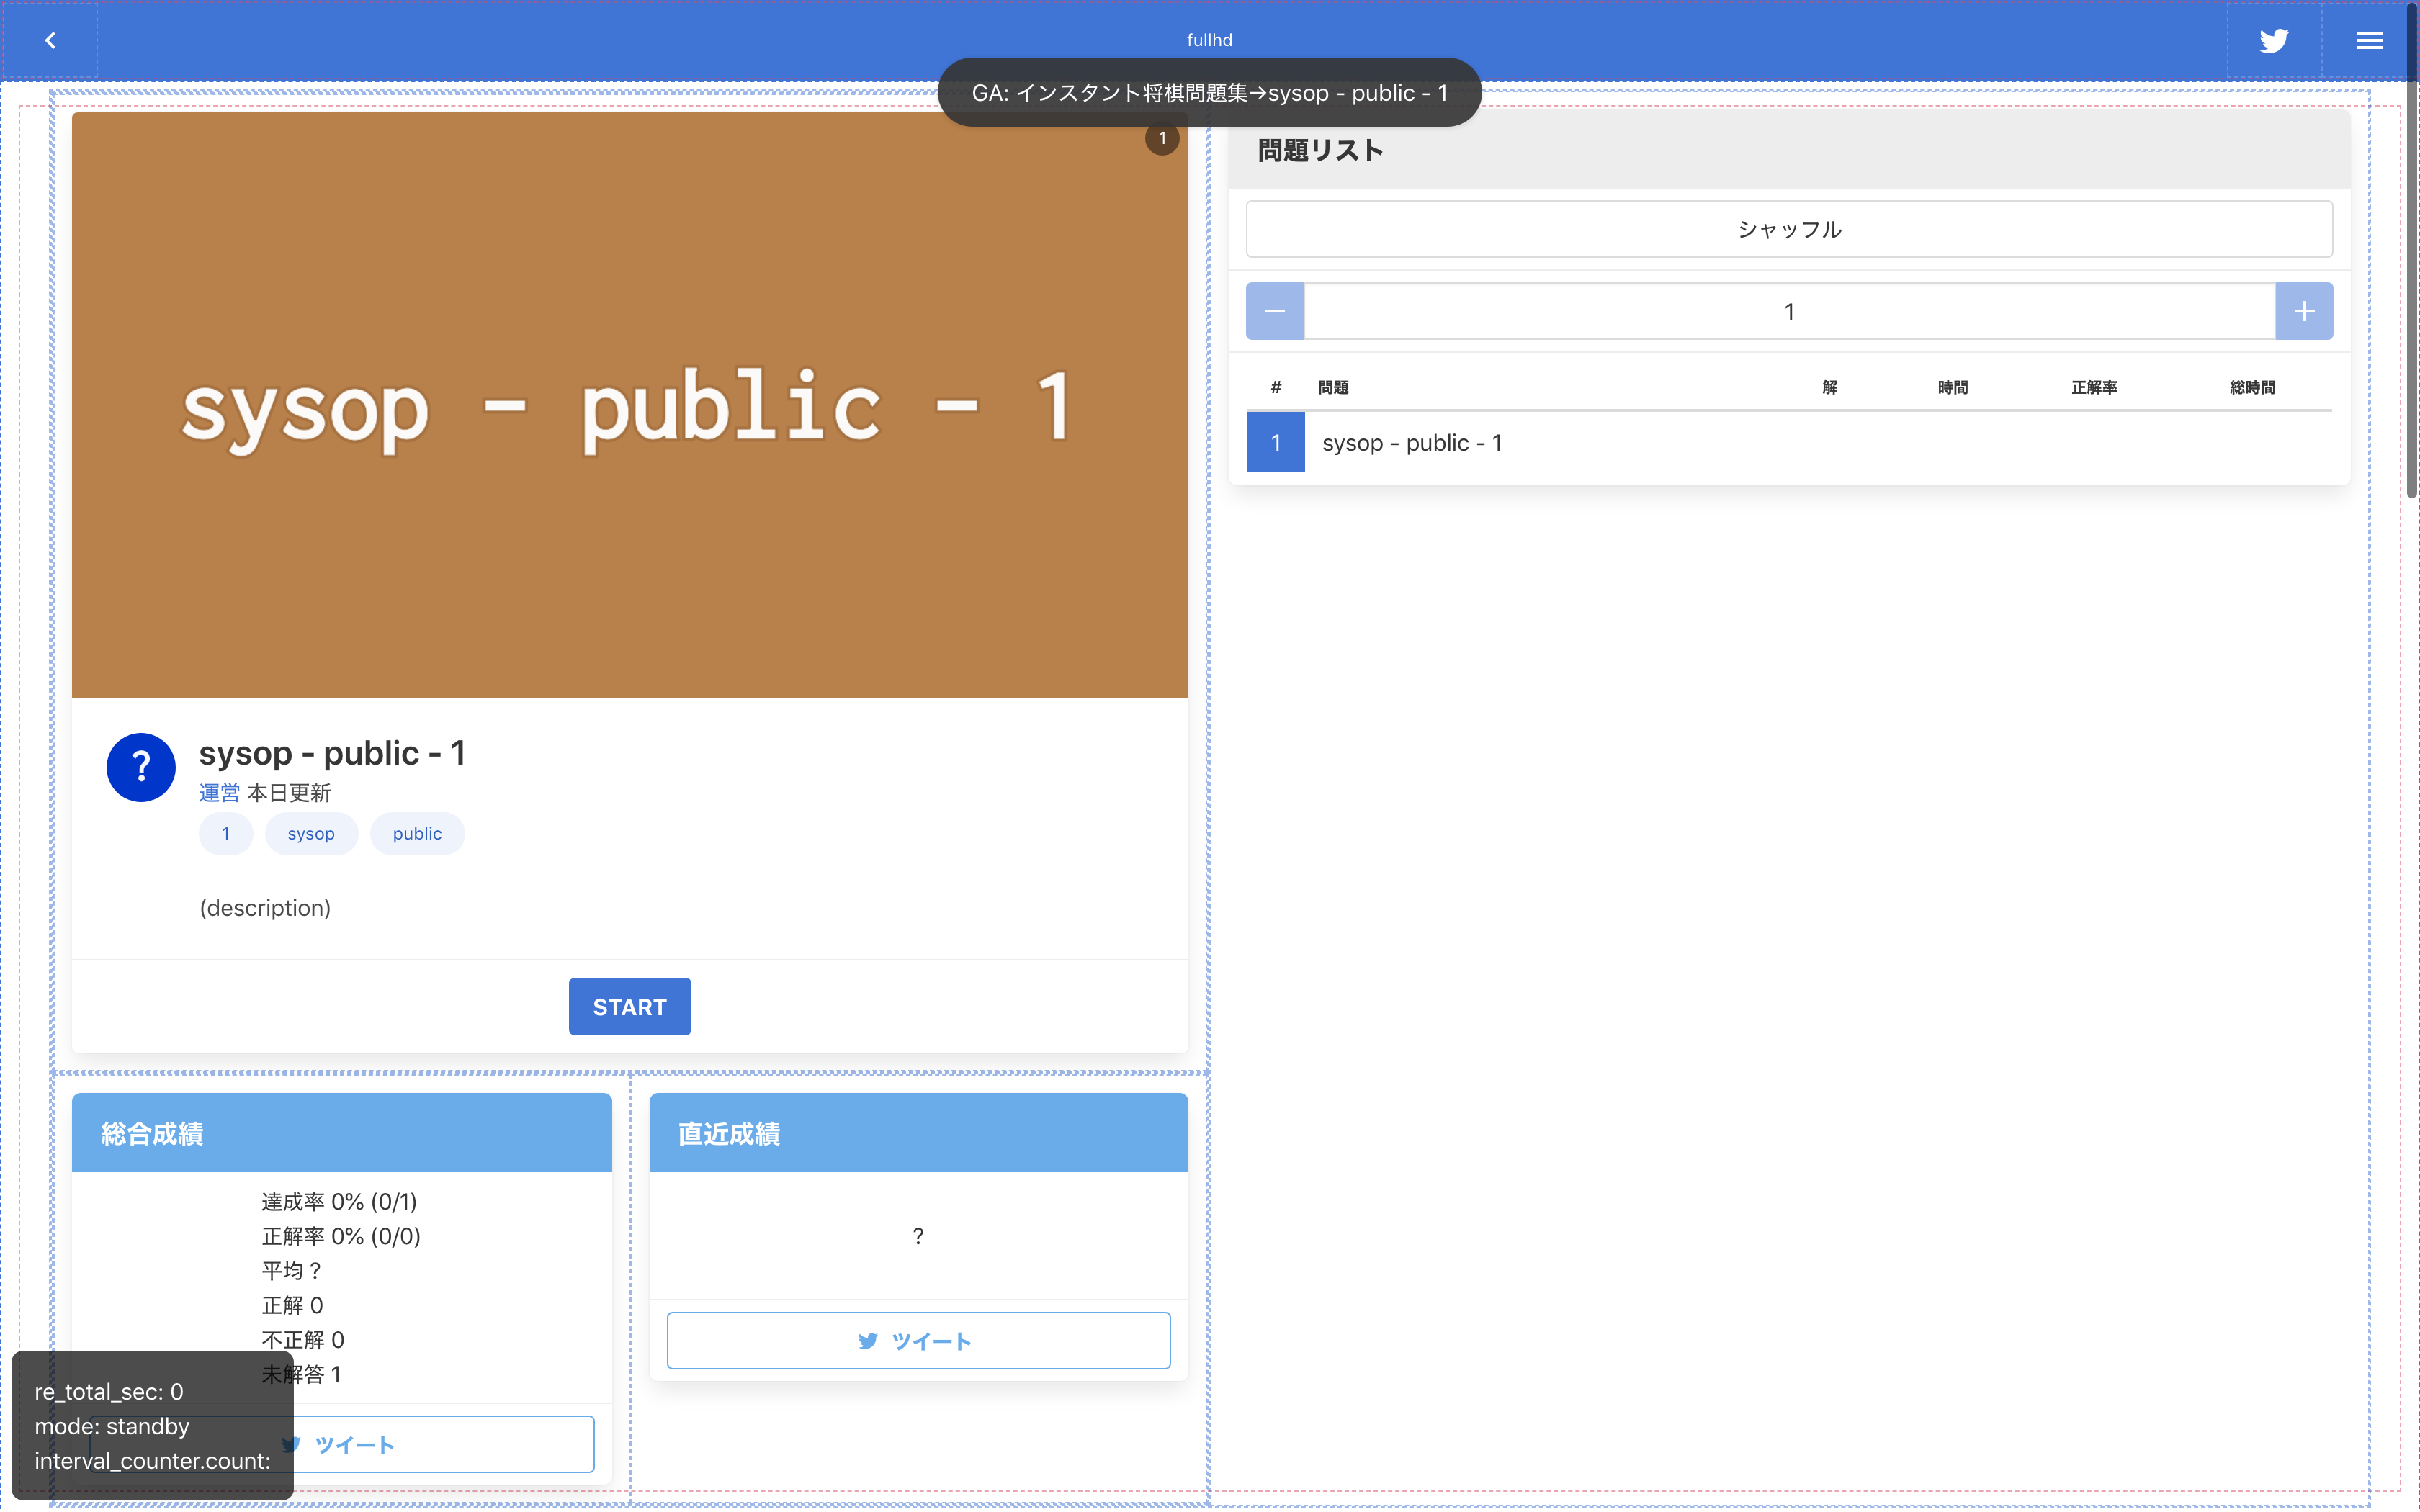 fullhd
GA: インスタント将棋問題集→sysop - public - 1
1
sysop - public - 1
?
sysop - public - 1
運営 本日更新
1 sysop public
(description)
START
総合成績
達成率 0% (0/1)
正解率 0% (0/0)
平均 ?
正解 0
不正解 0
未解答 1
ツイート
直近成績
?
ツイート
問題リスト
シャッフル
1
# 問題 解 時間 正解率 総時間
1 sysop - public - 1
re_total_sec: 0
mode: standby
interval_counter.count: